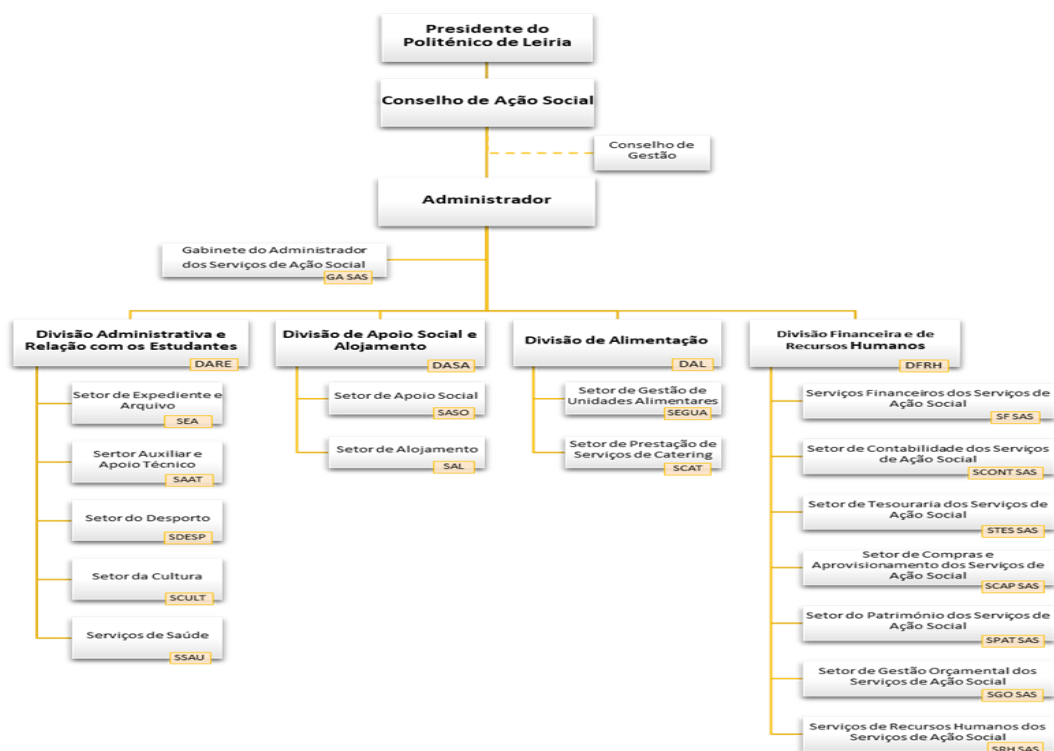 Presidente do
Politénico de Leiria
Conselho de Ação Social
Conselho de
Gestão
Administrador
Gabinete do Administrador
dos Serviços de Ação Social
GA SAS
Divisão Administrativa e
Relação com os Estudantes
DARE
Setor de Expediente e
Arquivo
SEA
Sertor Auxiliar e
Apoio Técnico
SAAT
Setor do Desporto
SDESP
Setor da Cultura
SCULT
Serviços de Saúde
SSAU
Divisão de Apoio Social e
Alojamento
DASA
Setor de Apoio Social
SASO
Setor de Alojamento
SAL
Divisão de Alimentação
DAL
Setor de Gestão de
Unidades Alimentares
SEGUA
Setor de Prestação de
Serviços de Catering
SCAT
Divisão Financeira e de
Recursos Humanos
DFRH
Serviços Financeiros dos Serviços de
Ação Social
SF SAS
Setor de Contabilidade dos Serviços
de Ação Social
SCONT SAS
Setor de Tesouraria dos Serviços de
Ação Social
STES SAS
Setor de Compras e
Aprovisionamento dos Serviços de
Ação Social
SCAP SAS
Setor do Património dos Serviços de
Ação Social
SPAT SAS
Setor de Gestão Orçamental dos
Serviços de Ação Social
SGO SAS
Serviços de Recursos Humanos dos
Serviços de Ação Social
SRH SAS